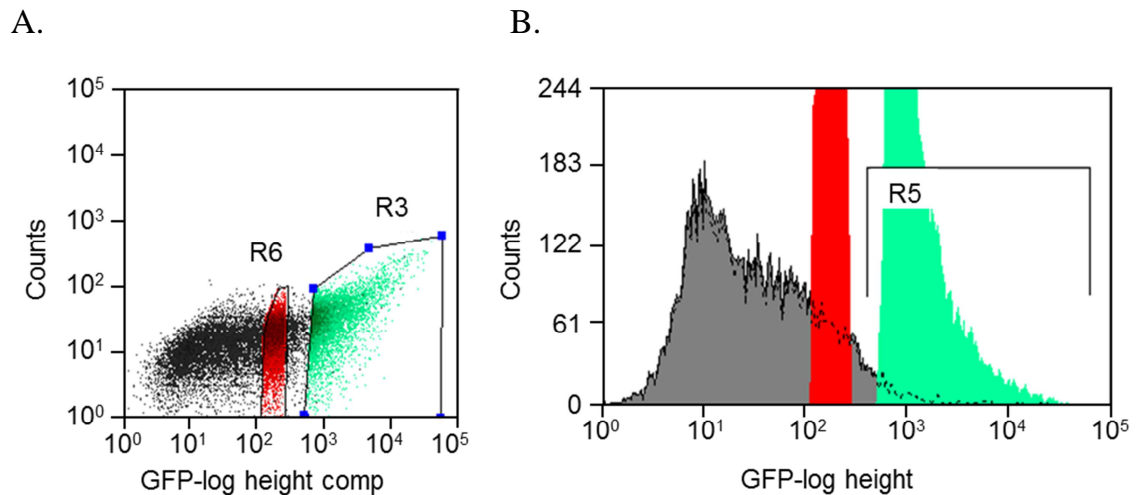 A.
B.
Counts
10^5
10^4
10^3
10^2
10^1
10^0
R6
R3
10^0 10^1 10^2 10^3 10^4 10^5
GFP-log height comp
Counts
244
183
122
61
0
R5
10^0 10^1 10^2 10^3 10^4 10^5
GFP-log height